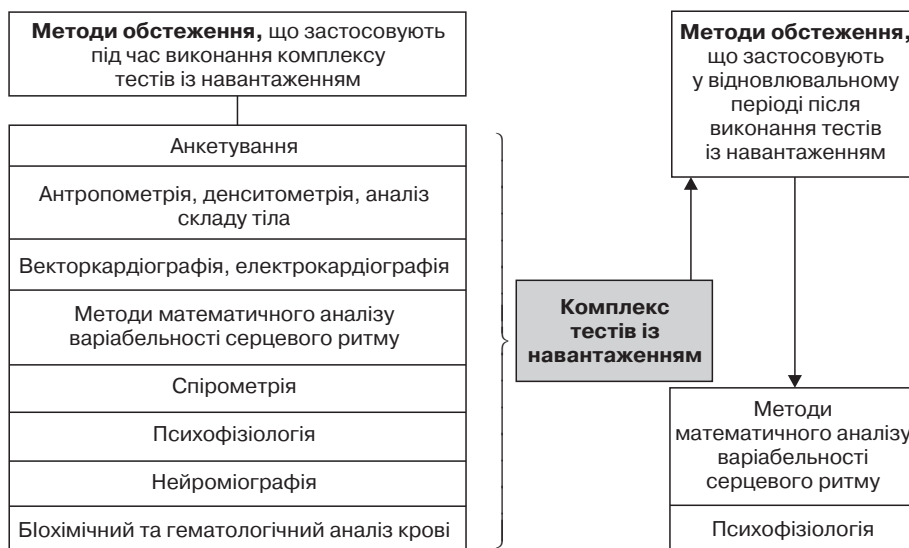 Методи обстеження, що застосовують
під час виконання комплексу
тестів із навантаженням
Анкетування
Антропометрія, денситометрія, аналіз
складу тіла
Векторкардіографія, електрокардіографія
Методи математичного аналізу
варіабельності серцевого ритму
Спірометрія
Психофізіологія
Нейроміографія
Біохімічний та гематологічний аналіз крові
Комплекс
тестів із
навантаженням
Методи обстеження,
що застосовують
у відновлювальному
періоді після
виконання тестів
із навантаженням
Методи
математичного аналізу
варіабельності
серцевого ритму
Психофізіологія